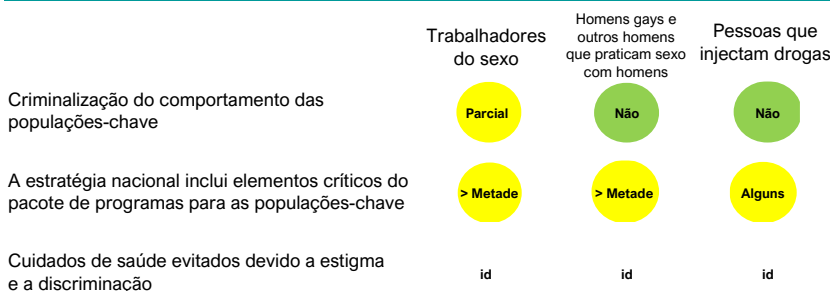 Trabalhadores
do sexo
Homens gays e
outros homens
que praticam sexo
com homens
Pessoas que
injectam drogas
Criminalização do comportamento das
populações-chave
Parcial
Não
Não
A estratégia nacional inclui elementos críticos do
pacote de programas para as populações-chave
> Metade
> Metade
Alguns
Cuidados de saúde evitados devido a estigma
e a discriminação
id
id
id